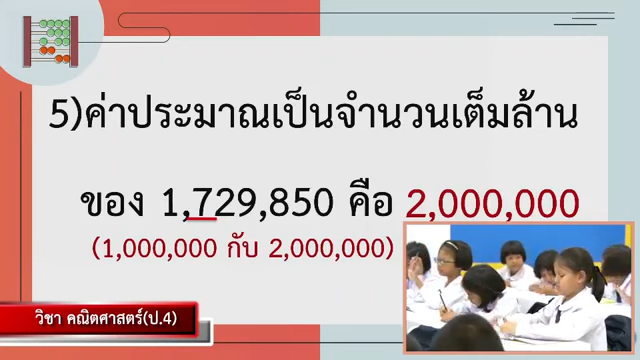 5)ค่าประมาณเป็นจำนวนเต็มล้าน
ของ 1,729,850 คือ 2,000,000
(1,000,000 กับ 2,000,000)
วิชา คณิตศาสตร์(ป.4)